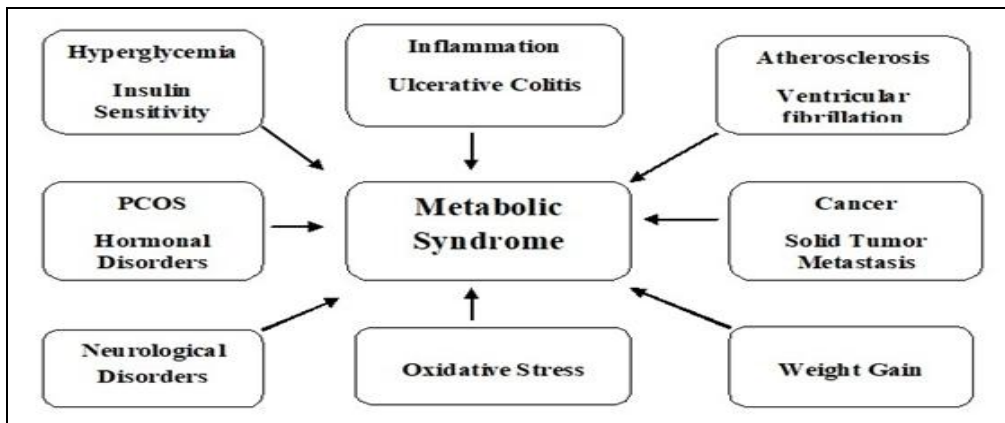 Hyperglycemia
Insulin
Sensitivity
Inflammation
Ulcerative Colitis
Atherosclerosis
Ventricular
fibrillation
PCOS
Hormonal
Disorders
Metabolic
Syndrome
Cancer
Solid Tumor
Metastasis
Neurological
Disorders
Oxidative Stress
Weight Gain